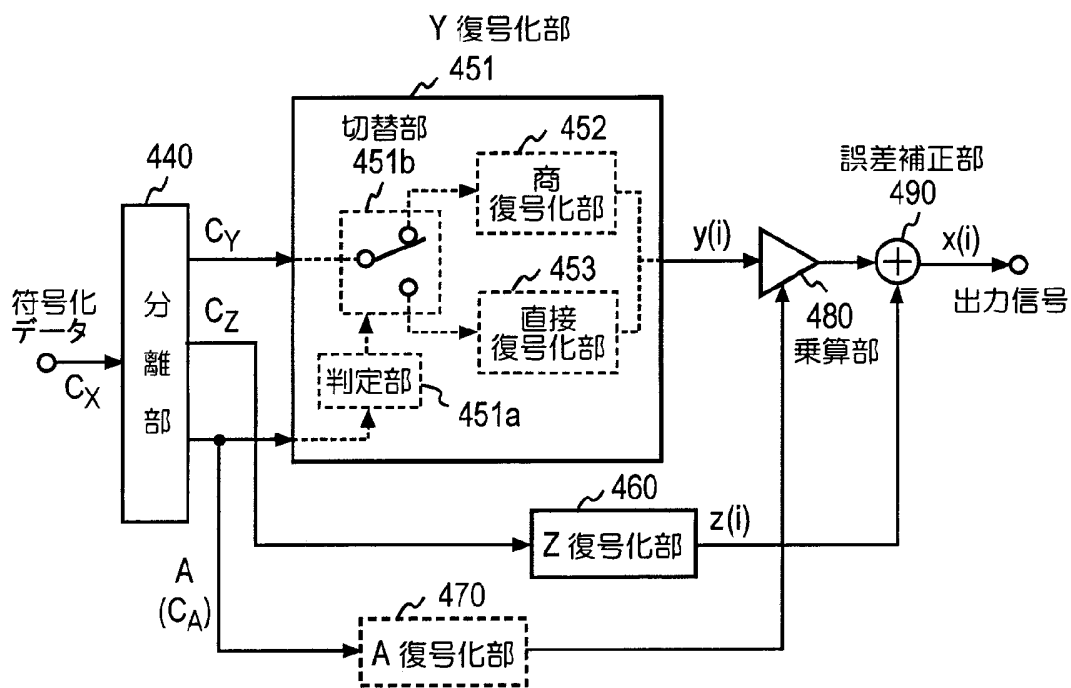 Y 復号化部
451
切替部
451b
452
商
復号化部
440
誤差補正部
490
C_Y
y(i)
x(i)
453
直接
復号化部
符号化
データ
C_X
分離部
C_Z
480
乗算部
出力信号
判定部
451a
460
Z 復号化部
z(i)
A
(C_A)
470
A 復号化部